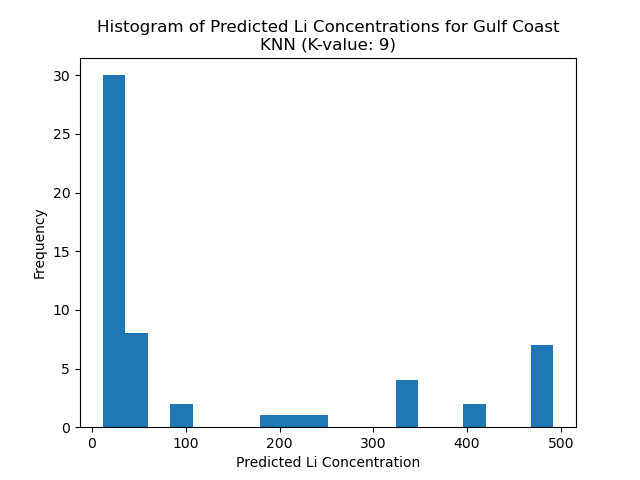 Histogram of Predicted Li Concentrations for Gulf Coast
KNN (K-value: 9)
30
25
20
15
10
5
0
Frequency
0 100 200 300 400 500
Predicted Li Concentration